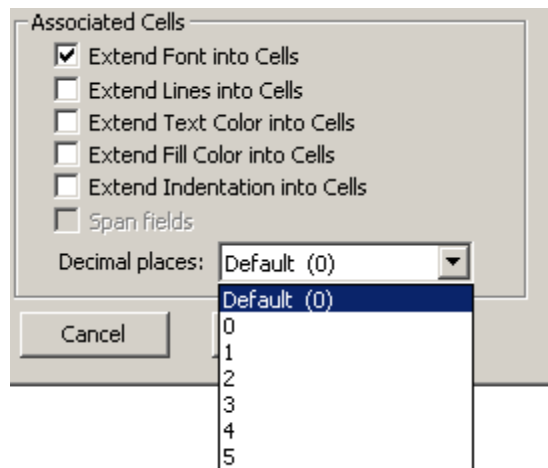 Associated Cells
Extend Font into Cells
Extend Lines into Cells
Extend Text Color into Cells
Extend Fill Color into Cells
Extend Indentation into Cells
Span fields
Decimal places: Default (0)
Default (0)
Cancel 0
1
2
3
4
5